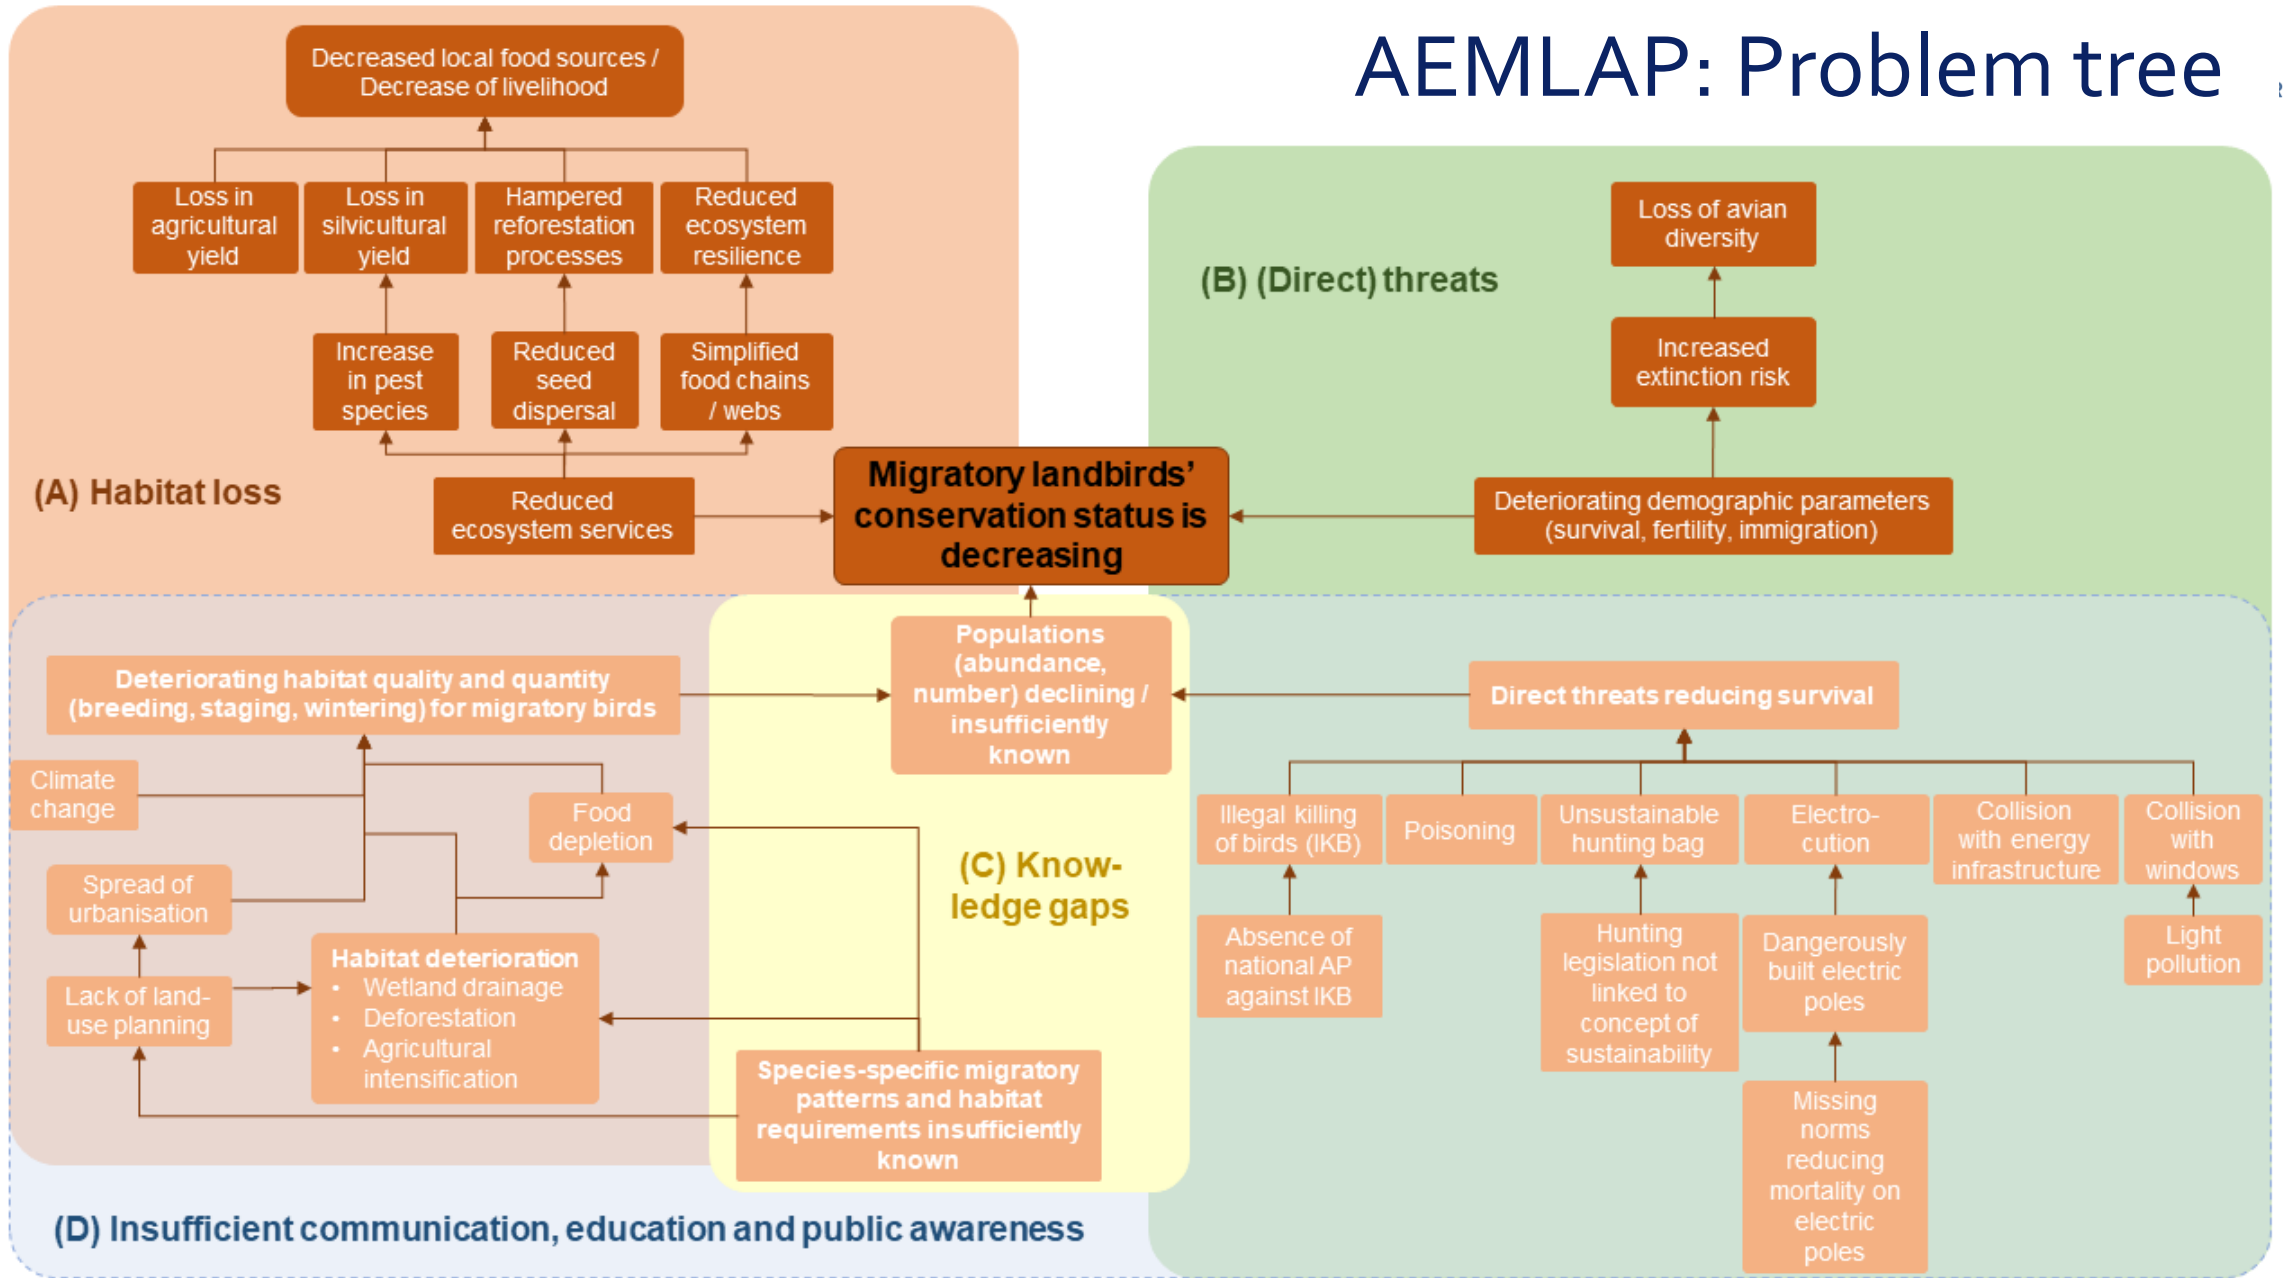 AEMLAP: Problem tree
Decreased local food sources /
Decrease of livelihood
Loss in
agricultural
yield
Loss in
silvicultural
yield
Hampered
reforestation
processes
Reduced
ecosystem
resilience
Increase
in pest
species
Reduced
seed
dispersal
Simplified
food chains
/ webs
(A) Habitat loss
Reduced
ecosystem services
Migratory landbirds’
conservation status is
decreasing
(B) (Direct) threats
Loss of avian
diversity
Increased
extinction risk
Deteriorating demographic parameters
(survival, fertility, immigration)
Deteriorating habitat quality and quantity
(breeding, staging, wintering) for migratory birds
Populations
(abundance,
number) declining /
insufficiently
known
Direct threats reducing survival
Climate
change
Food
depletion
Spread of
urbanisation
Lack of land-
use planning
Habitat deterioration
• Wetland drainage
• Deforestation
• Agricultural
intensification
(C) Know-
ledge gaps
Species-specific migratory
patterns and habitat
requirements insufficiently
known
Illegal killing
of birds (IKB)
Poisoning
Unsustainable
hunting bag
Electro-
cution
Collision
with energy
infrastructure
Collision
with
windows
Absence of
national AP
against IKB
Hunting
legislation not
linked to
concept of
sustainability
Dangerously
built electric
poles
Light
pollution
Missing
norms
reducing
mortality on
electric
poles
(D) Insufficient communication, education and public awareness